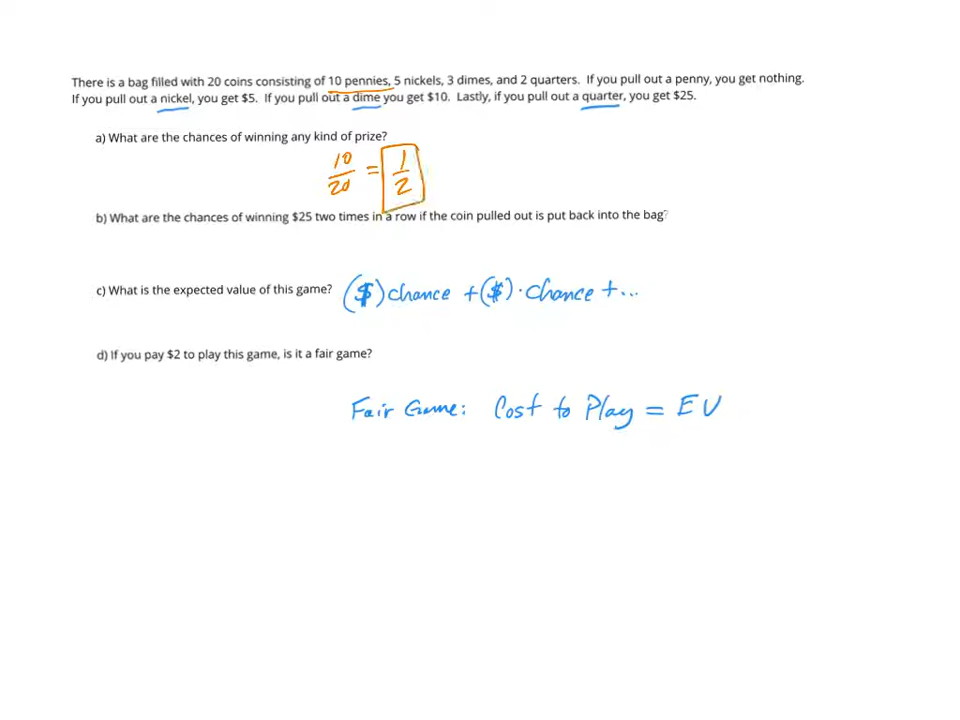 There is a bag filled with 20 coins consisting of 10 pennies, 5 nickels, 3 dimes, and 2 quarters. If you pull out a penny, you get nothing.
If you pull out a nickel, you get $5. If you pull out a dime you get $10. Lastly, if you pull out a quarter, you get $25.
a) What are the chances of winning any kind of prize?
10/20 = 1/2
b) What are the chances of winning $25 two times in a row if the coin pulled out is put back into the bag?
c) What is the expected value of this game? ($) chance + ($) · chance + ...
d) If you pay $2 to play this game, is it a fair game?
Fair Game: Cost to Play = EV